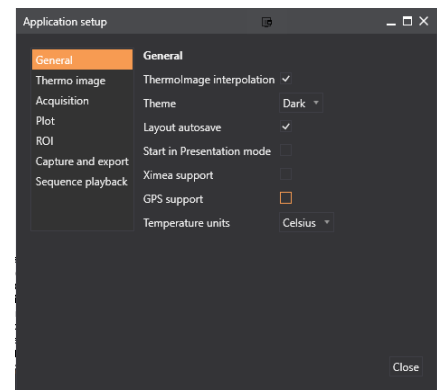 Application setup
General
Thermo image
Acquisition
Plot
ROI
Capture and export
Sequence playback
General
ThermoImage interpolation
Theme Dark
Layout autosave
Start in Presentation mode
Ximea support
GPS support
Temperature units Celsius
Close